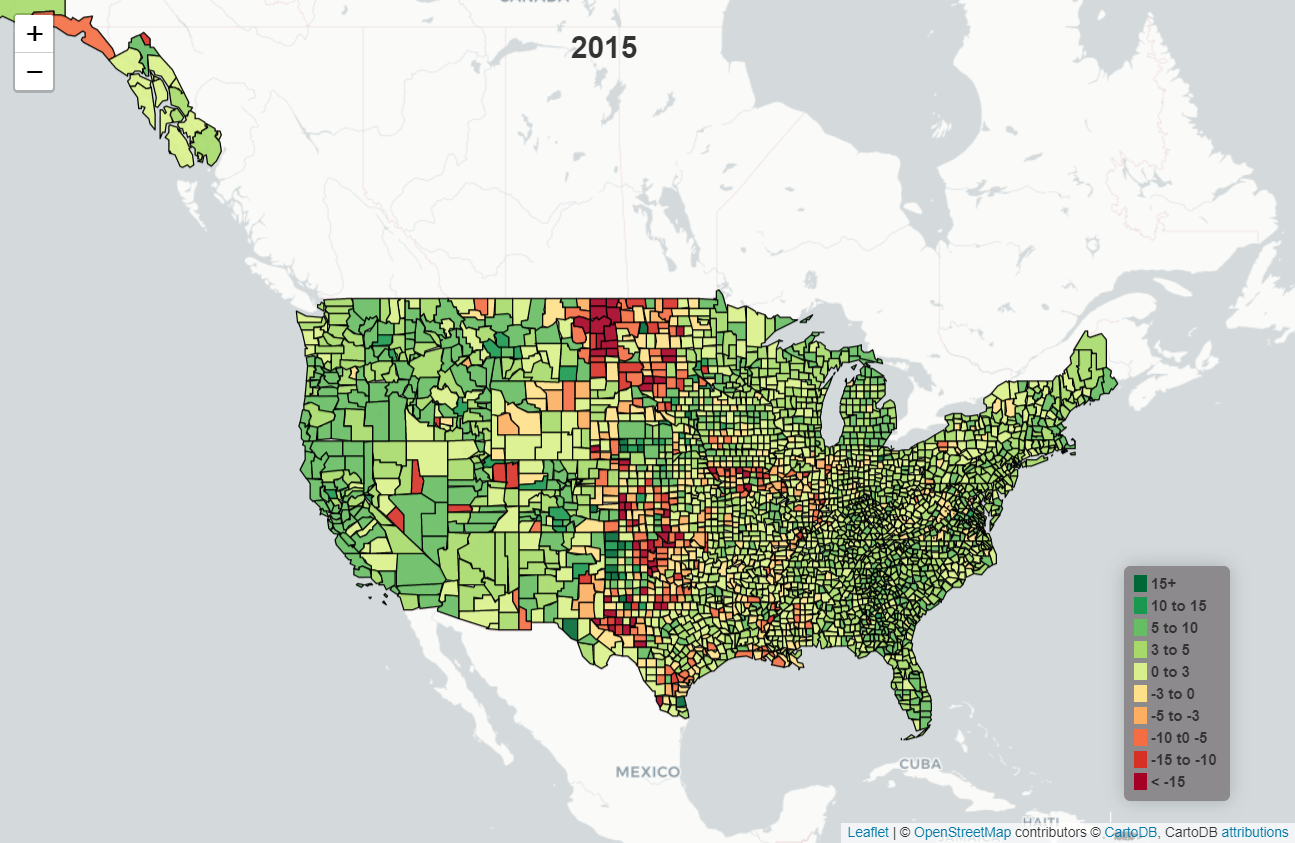 CANADA
+
2015
−
15+
10 to 15
5 to 10
3 to 5
0 to 3
-3 to 0
-5 to -3
-10 t0 -5
-15 to -10
< -15
CUBA
MEXICO
HAITI
Leaflet | © OpenStreetMap contributors © CartoDB, CartoDB attributions